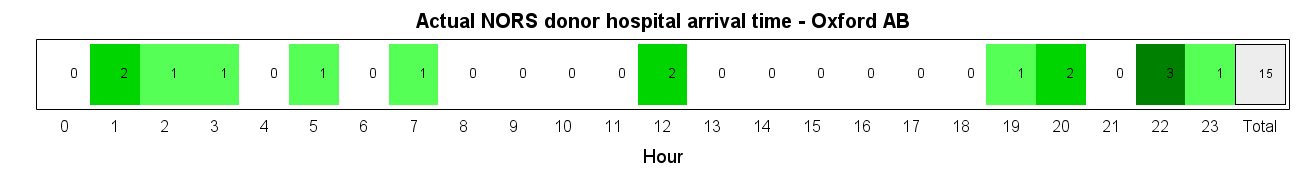 Actual NORS donor hospital arrival time - Oxford AB
0 2 1 1 0 1 0 1 0 0 0 0 2 0 0 0 0 0 0 1 2 0 3 1 15
0 1 2 3 4 5 6 7 8 9 10 11 12 13 14 15 16 17 18 19 20 21 22 23 Total
Hour